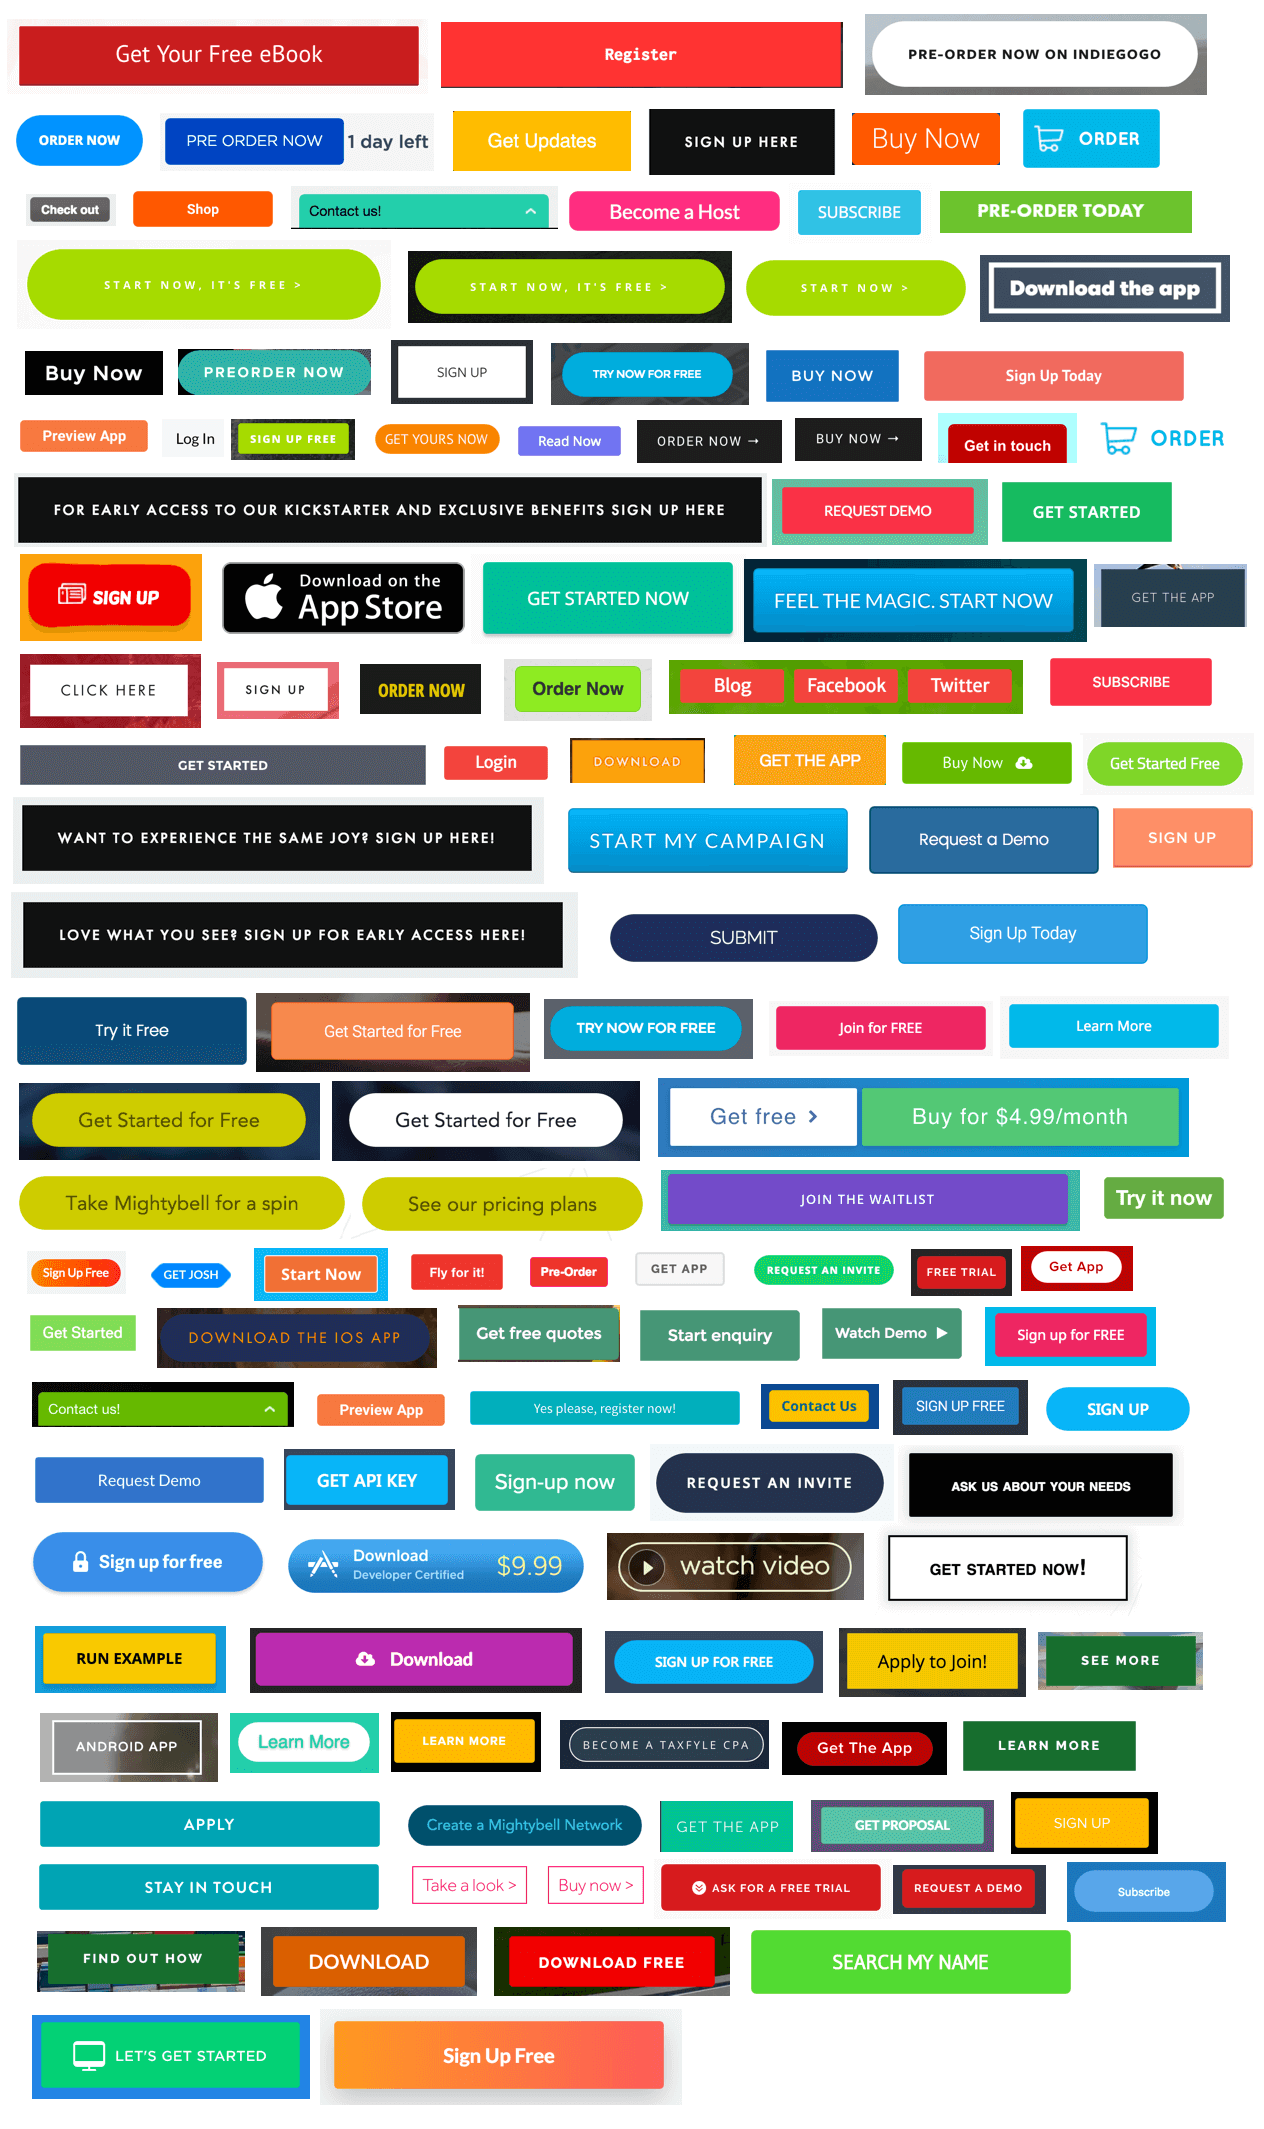 Get Your Free eBook
Register
PRE-ORDER NOW ON INDIEGOGO
ORDER NOW
PRE ORDER NOW 1 day left
Get Updates
SIGN UP HERE
Buy Now
ORDER
Check out
Shop
Contact us!
Become a Host
SUBSCRIBE
PRE-ORDER TODAY
START NOW, IT'S FREE >
START NOW, IT'S FREE >
START NOW >
Download the app
Buy Now
PREORDER NOW
SIGN UP
TRY NOW FOR FREE
BUY NOW
Sign Up Today
Preview App
Log In
SIGN UP FREE
GET YOURS NOW
Read Now
ORDER NOW →
BUY NOW →
Get in touch
ORDER
FOR EARLY ACCESS TO OUR KICKSTARTER AND EXCLUSIVE BENEFITS SIGN UP HERE
REQUEST DEMO
GET STARTED
SIGN UP
Download on the
App Store
GET STARTED NOW
FEEL THE MAGIC. START NOW
GET THE APP
CLICK HERE
SIGN UP
ORDER NOW
Order Now
Blog
Facebook
Twitter
SUBSCRIBE
GET STARTED
Login
DOWNLOAD
GET THE APP
Buy Now
Get Started Free
WANT TO EXPERIENCE THE SAME JOY? SIGN UP HERE!
START MY CAMPAIGN
Request a Demo
SIGN UP
LOVE WHAT YOU SEE? SIGN UP FOR EARLY ACCESS HERE!
SUBMIT
Sign Up Today
Try it Free
Get Started for Free
TRY NOW FOR FREE
Join for FREE
Learn More
Get Started for Free
Get Started for Free
Get free >
Buy for $4.99/month
Take Mightybell for a spin
See our pricing plans
JOIN THE WAITLIST
Try it now
Sign Up Free
GET JOSH
Start Now
Fly for it!
Pre-Order
GET APP
REQUEST AN INVITE
FREE TRIAL
Get App
Get Started
DOWNLOAD THE IOS APP
Get free quotes
Start enquiry
Watch Demo
Sign up for FREE
Contact us!
Preview App
Yes please, register now!
Contact Us
SIGN UP FREE
SIGN UP
Request Demo
GET API KEY
Sign-up now
REQUEST AN INVITE
ASK US ABOUT YOUR NEEDS
Sign up for free
Download
Developer Certified
$9.99
watch video
GET STARTED NOW!
RUN EXAMPLE
Download
SIGN UP FOR FREE
Apply to Join!
SEE MORE
ANDROID APP
Learn More
LEARN MORE
BECOME A TAXFYLE CPA
Get The App
LEARN MORE
APPLY
Create a Mightybell Network
GET THE APP
GET PROPOSAL
SIGN UP
STAY IN TOUCH
Take a look >
Buy now >
ASK FOR A FREE TRIAL
REQUEST A DEMO
Subscribe
FIND OUT HOW
DOWNLOAD
DOWNLOAD FREE
SEARCH MY NAME
LET'S GET STARTED
Sign Up Free